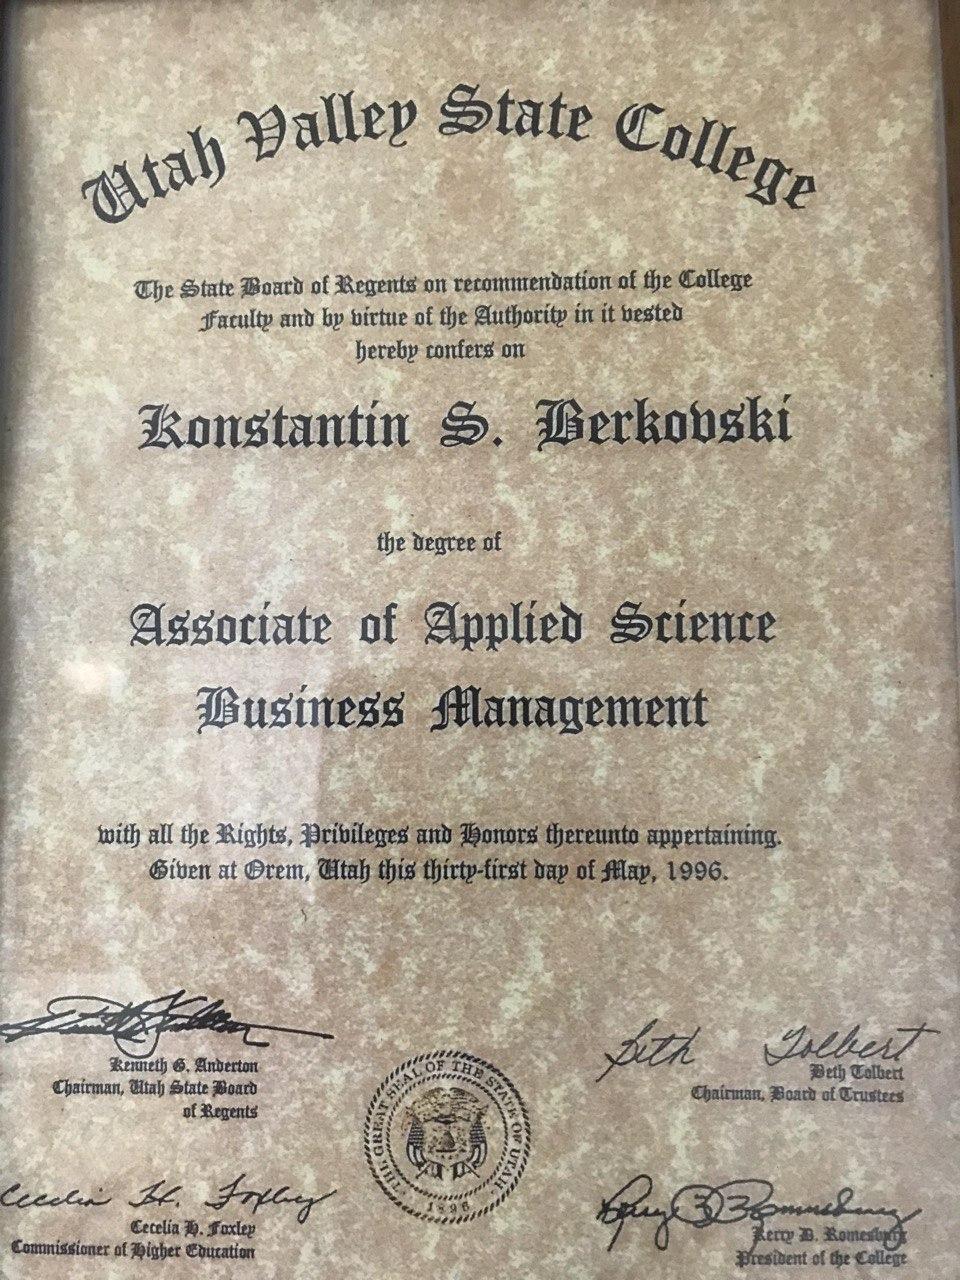 Utah Valley State College
The State Board of Regents on recommendation of the College
Faculty and by virtue of the Authority in it vested
hereby confers on
Konstantin S. Berkovski
the degree of
Associate of Applied Science
Business Management
with all the Rights, Privileges and Honors thereunto appertaining.
Given at Orem, Utah this thirty-first day of May, 1996.
Kenneth G. Anderton
Chairman, Utah State Board
of Regents
Beth Tolbert
Beth Tolbert
Chairman, Board of Trustees
THE GREAT SEAL OF THE STATE OF UTAH
1896
Cecelia H. Foxley
Cecelia H. Foxley
Commissioner of Higher Education
Kerry D. Romesburg
Kerry D. Romesburg
President of the College